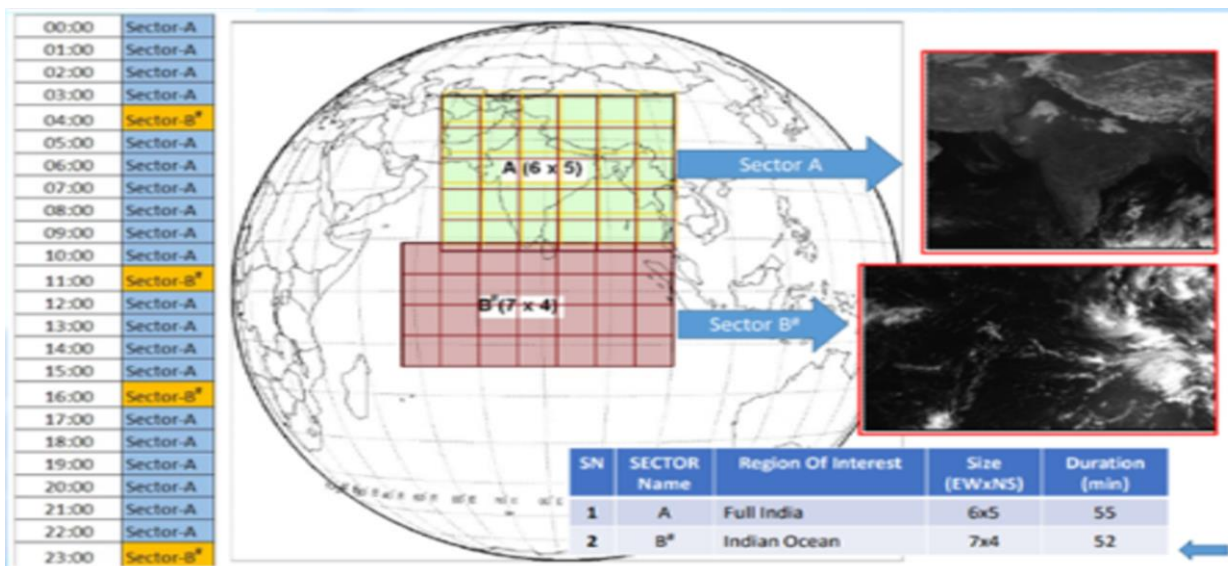 00:00 Sector-A
01:00 Sector-A
02:00 Sector-A
03:00 Sector-A
04:00 Sector-B#
05:00 Sector-A
06:00 Sector-A
07:00 Sector-A
08:00 Sector-A
09:00 Sector-A
10:00 Sector-A
11:00 Sector-B#
12:00 Sector-A
13:00 Sector-A
14:00 Sector-A
15:00 Sector-A
16:00 Sector-B#
17:00 Sector-A
18:00 Sector-A
19:00 Sector-A
20:00 Sector-A
21:00 Sector-A
22:00 Sector-A
23:00 Sector-B#
A (6 x 5)
B#(7 x 4)
Sector A
Sector B#
SN SECTOR Name Region Of Interest Size (EWxNS) Duration (min)
1 A Full India 6x5 55
2 B# Indian Ocean 7x4 52